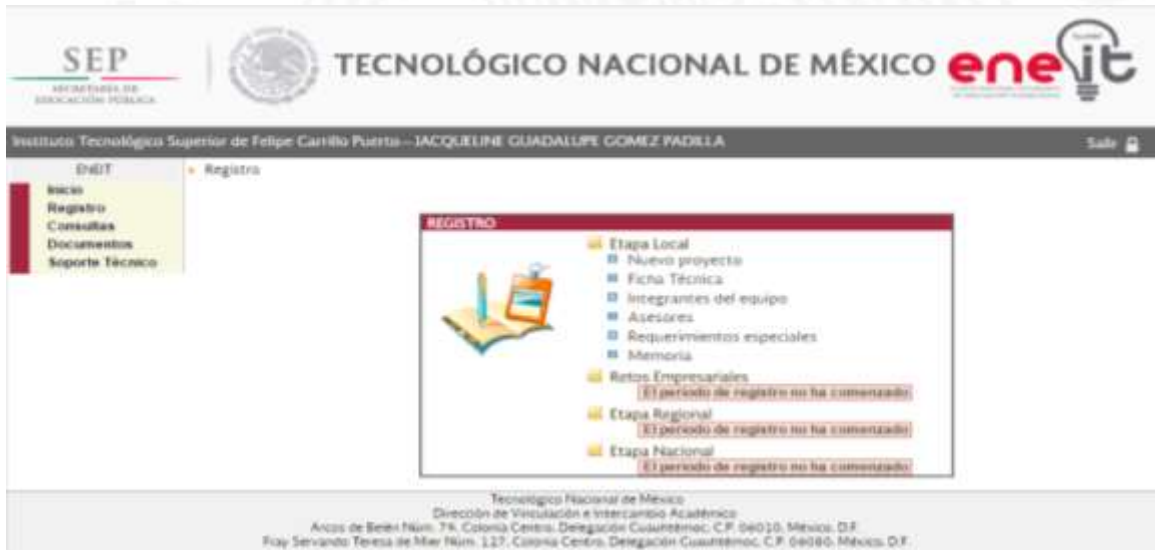 SEP
SECRETARÍA DE
EDUCACIÓN PÚBLICA
TECNOLÓGICO NACIONAL DE MÉXICO
eneit
Instituto Tecnológico Superior de Felipe Carrillo Puerto-- JACQUELINE GUADALUPE GOMEZ PADILLA
Salir
ENEIT
Inicio
Registro
Consultas
Documentos
Soporte Técnico
Registro
REGISTRO
Etapa Local
Nuevo proyecto
Ficha Técnica
Integrantes del equipo
Asesores
Requerimientos especiales
Memoria
Retos Empresariales
El periodo de registro no ha comenzado
Etapa Regional
El periodo de registro no ha comenzado
Etapa Nacional
El periodo de registro no ha comenzado
Tecnológico Nacional de México
Dirección de Vinculación e Intercambio Académico
Arcos de Belén Núm. 79, Colonia Centro, Delegación Cuauhtémoc, C.P. 06010, México, D.F.
Fray Servando Teresa de Mier Núm. 127, Colonia Centro, Delegación Cuauhtémoc, C.P. 06080, México, D.F.